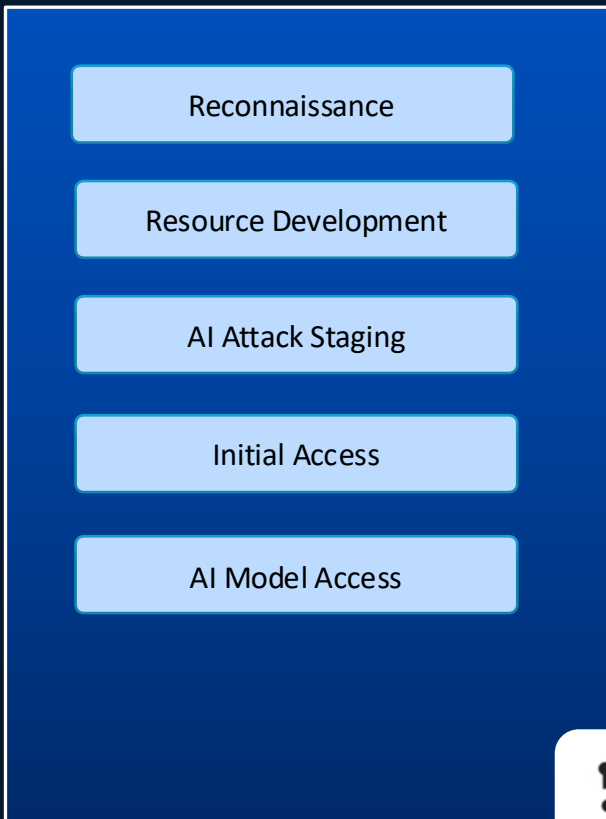 Reconnaissance
Resource Development
AI Attack Staging
Initial Access
AI Model Access